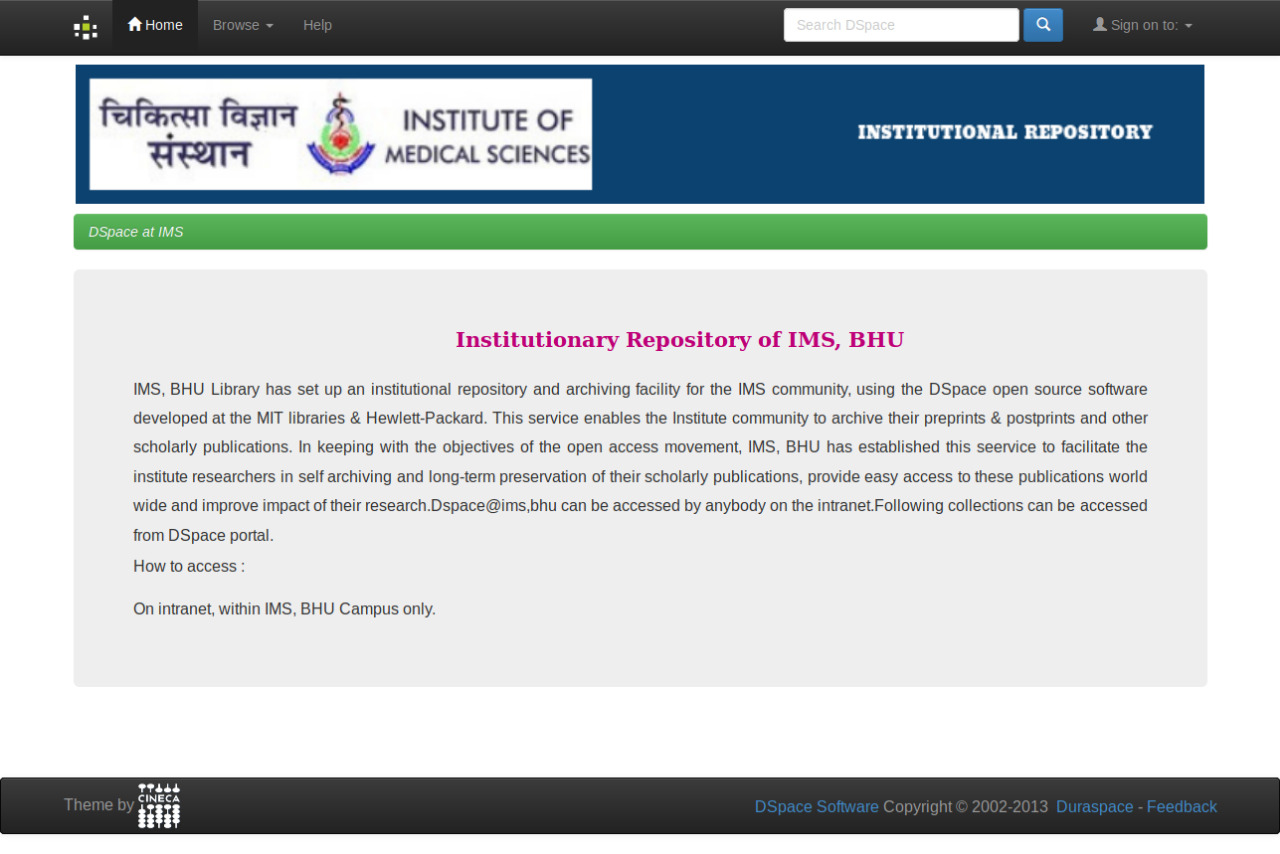 Home Browse Help Search DSpace Sign on to:
चिकित्सा विज्ञान
संस्थान
INSTITUTE OF
MEDICAL SCIENCES
INSTITUTIONAL REPOSITORY
DSpace at IMS
Institutionary Repository of IMS, BHU
IMS, BHU Library has set up an institutional repository and archiving facility for the IMS community, using the DSpace open source software
developed at the MIT libraries & Hewlett-Packard. This service enables the Institute community to archive their preprints & postprints and other
scholarly publications. In keeping with the objectives of the open access movement, IMS, BHU has established this seervice to facilitate the
institute researchers in self archiving and long-term preservation of their scholarly publications, provide easy access to these publications world
wide and improve impact of their research.Dspace@ims,bhu can be accessed by anybody on the intranet.Following collections can be accessed
from DSpace portal.
How to access :
On intranet, within IMS, BHU Campus only.
Theme by CINECA
DSpace Software Copyright © 2002-2013 Duraspace - Feedback